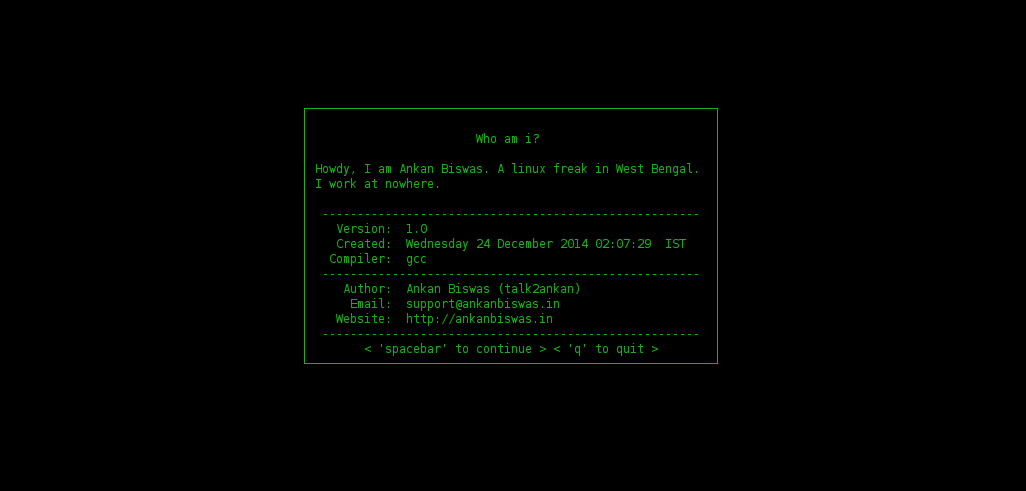 Who am i?
Howdy, I am Ankan Biswas. A linux freak in West Bengal.
I work at nowhere.
------------------------------------------------------
Version: 1.0
Created: Wednesday 24 December 2014 02:07:29  IST
Compiler: gcc
------------------------------------------------------
Author: Ankan Biswas (talk2ankan)
Email: support@ankanbiswas.in
Website: http://ankanbiswas.in
------------------------------------------------------
< 'spacebar' to continue > < 'q' to quit >